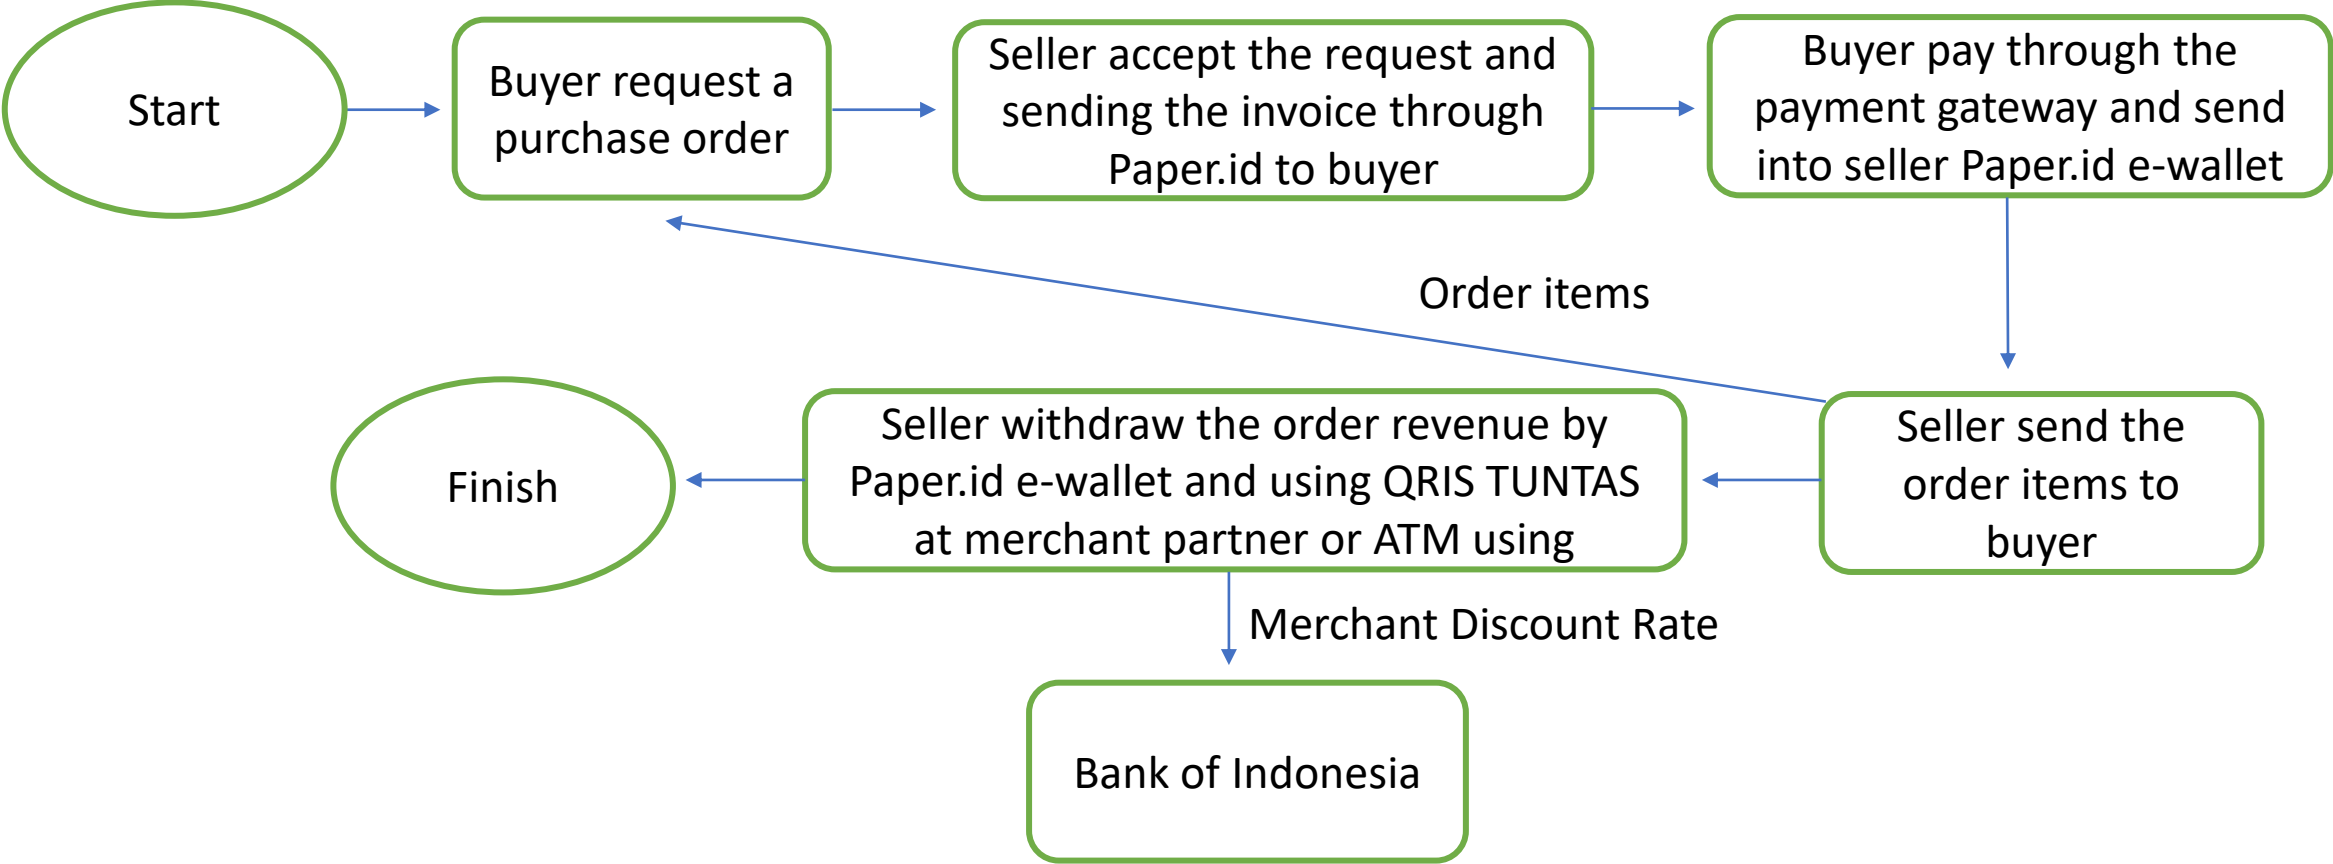 Start
Buyer request a
purchase order
Seller accept the request and
sending the invoice through
Paper.id to buyer
Buyer pay through the
payment gateway and send
into seller Paper.id e-wallet
Order items
Seller send the
order items to
buyer
Seller withdraw the order revenue by
Paper.id e-wallet and using QRIS TUNTAS
at merchant partner or ATM using
Finish
Merchant Discount Rate
Bank of Indonesia